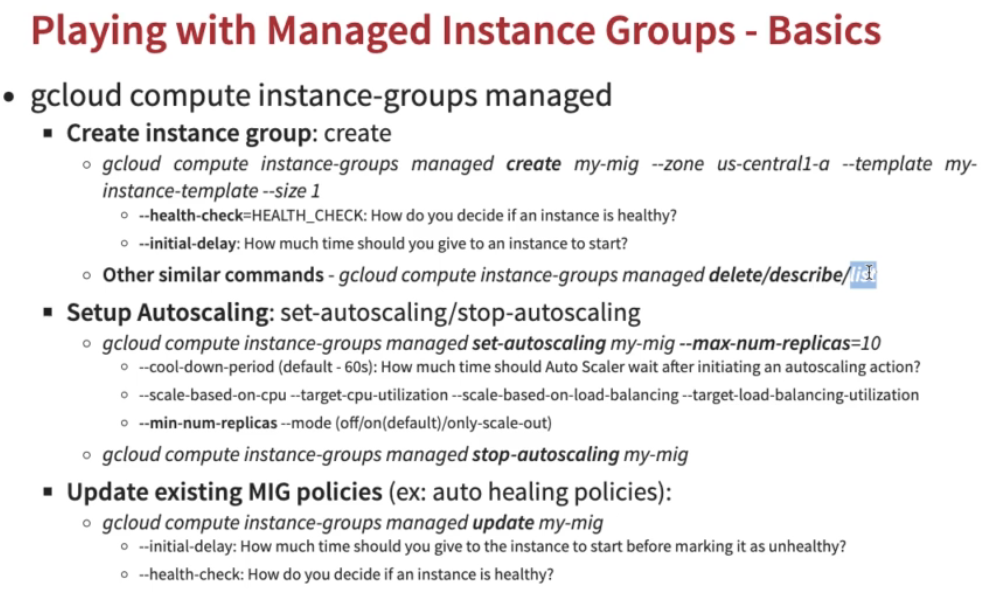 Playing with Managed Instance Groups - Basics
• gcloud compute instance-groups managed
▪ Create instance group: create
◦ gcloud compute instance-groups managed create my-mig --zone us-central1-a --template my-
instance-template --size 1
◦ --health-check=HEALTH_CHECK: How do you decide if an instance is healthy?
◦ --initial-delay: How much time should you give to an instance to start?
◦ Other similar commands - gcloud compute instance-groups managed delete/describe/list
▪ Setup Autoscaling: set-autoscaling/stop-autoscaling
◦ gcloud compute instance-groups managed set-autoscaling my-mig --max-num-replicas=10
◦ --cool-down-period (default - 60s): How much time should Auto Scaler wait after initiating an autoscaling action?
◦ --scale-based-on-cpu --target-cpu-utilization --scale-based-on-load-balancing --target-load-balancing-utilization
◦ --min-num-replicas --mode (off/on(default)/only-scale-out)
◦ gcloud compute instance-groups managed stop-autoscaling my-mig
▪ Update existing MIG policies (ex: auto healing policies):
◦ gcloud compute instance-groups managed update my-mig
◦ --initial-delay: How much time should you give to the instance to start before marking it as unhealthy?
◦ --health-check: How do you decide if an instance is healthy?